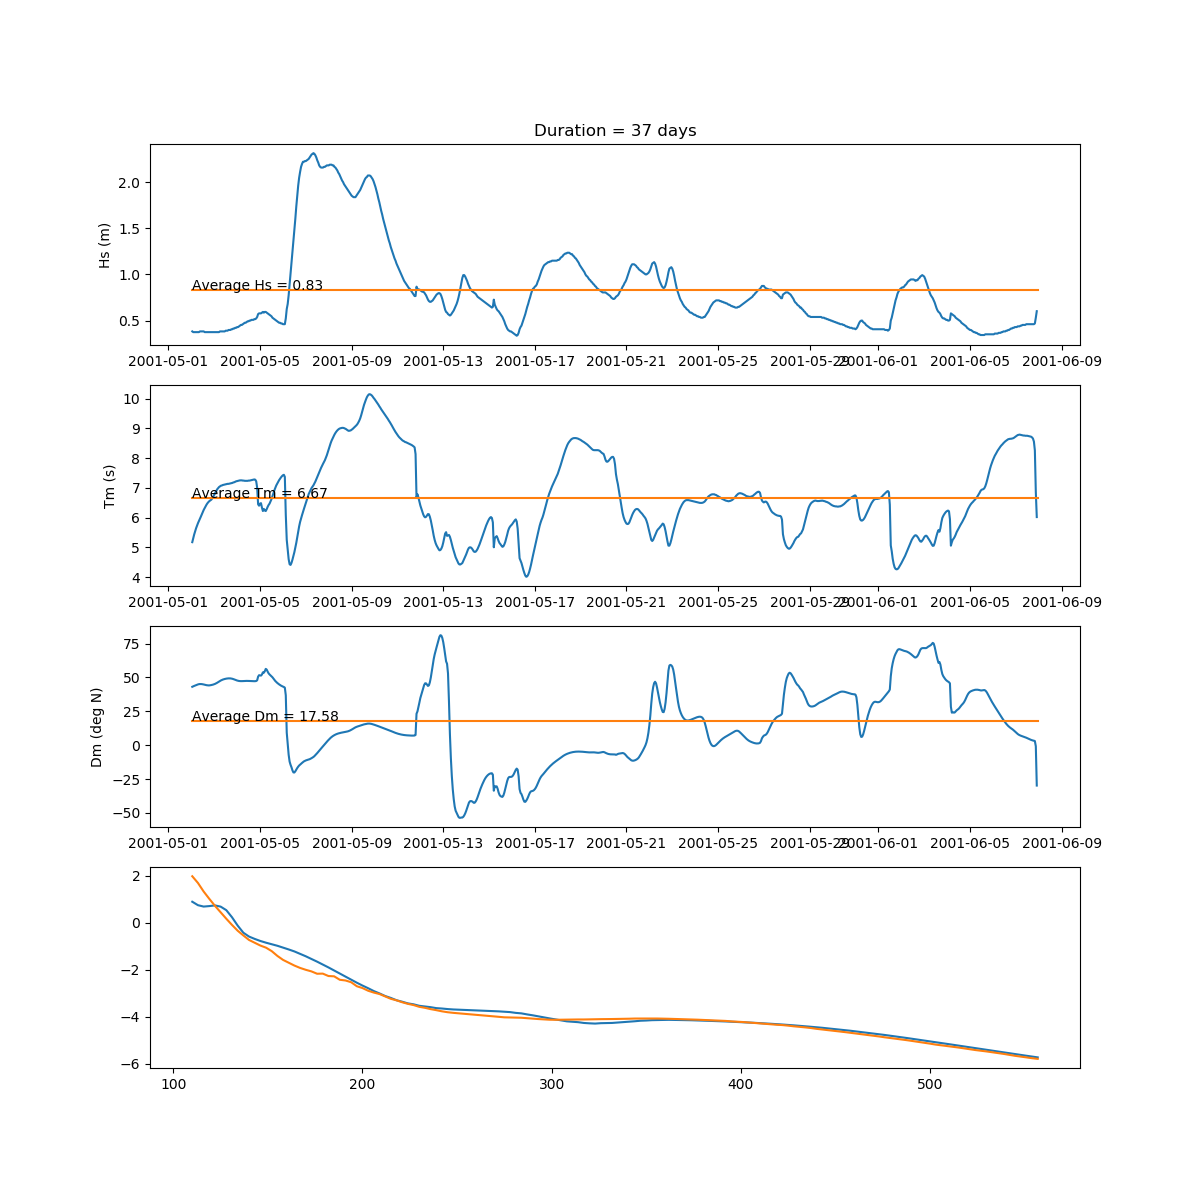 Duration = 37 days
2.0
1.5
1.0
0.5
Hs (m)
Average Hs = 0.83
2001-05-01 2001-05-05 2001-05-09 2001-05-13 2001-05-17 2001-05-21 2001-05-25 2001-05-29 2001-06-01 2001-06-05 2001-06-09
10
9
8
7
6
5
4
Tm (s)
Average Tm = 6.67
2001-05-01 2001-05-05 2001-05-09 2001-05-13 2001-05-17 2001-05-21 2001-05-25 2001-05-29 2001-06-01 2001-06-05 2001-06-09
75
50
25
0
−25
−50
Dm (deg N)
Average Dm = 17.58
2001-05-01 2001-05-05 2001-05-09 2001-05-13 2001-05-17 2001-05-21 2001-05-25 2001-05-29 2001-06-01 2001-06-05 2001-06-09
2
0
−2
−4
−6
100 200 300 400 500